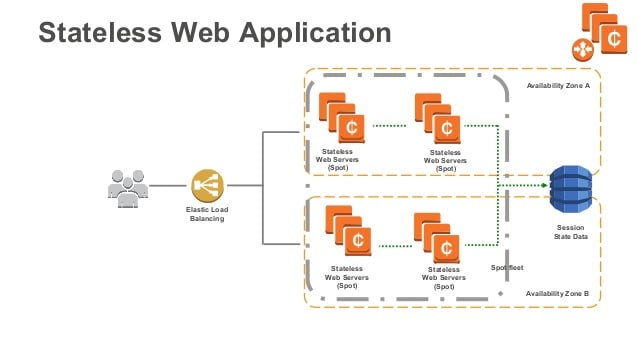 Stateless Web Application
Availability Zone A
Stateless
Web Servers
(Spot)
Stateless
Web Servers
(Spot)
Elastic Load
Balancing
Session
State Data
Stateless
Web Servers
(Spot)
Stateless
Web Servers
(Spot)
Spot fleet
Availability Zone B